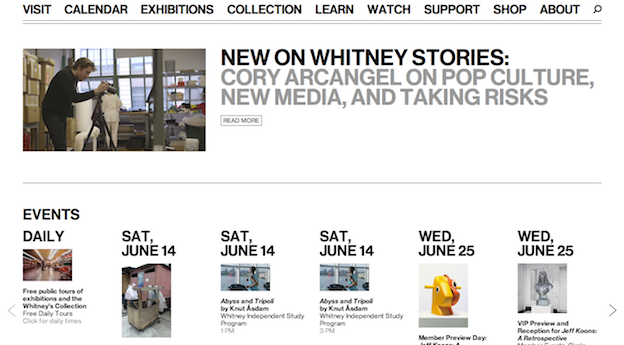 VISIT CALENDAR EXHIBITIONS COLLECTION LEARN WATCH SUPPORT SHOP ABOUT
NEW ON WHITNEY STORIES:
CORY ARCANGEL ON POP CULTURE,
NEW MEDIA, AND TAKING RISKS
READ MORE
EVENTS
DAILY
Free public tours of
exhibitions and the
Whitney's Collection
Free Daily Tours
Click for daily times
SAT,
JUNE 14
SAT,
JUNE 14
Abyss and Tripoli
by Knut Åsdam
Whitney Independent Study
Program
1 PM
SAT,
JUNE 14
Abyss and Tripoli
by Knut Åsdam
Whitney Independent Study
Program
3 PM
WED,
JUNE 25
Member Preview Day:
Jeff Koons: A
WED,
JUNE 25
VIP Preview and
Reception for Jeff Koons:
A Retrospective